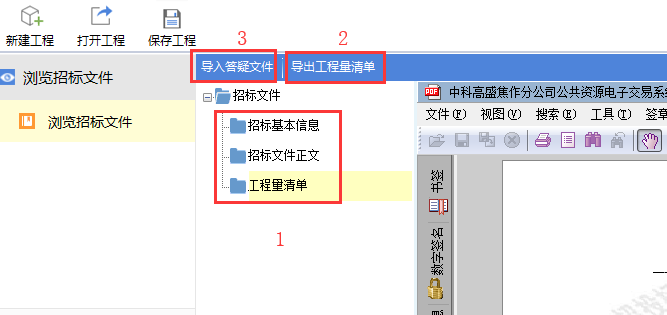 新建工程 打开工程 保存工程
3 2
导入答疑文件 导出工程量清单
浏览招标文件
浏览招标文件
招标文件
招标基本信息
招标文件正文
工程量清单
1
PDF 中科高盛焦作分公司公共资源电子交易系统
文件(F) 视图(V) 搜索(E) 工具(T) 签章
书签
数字签名